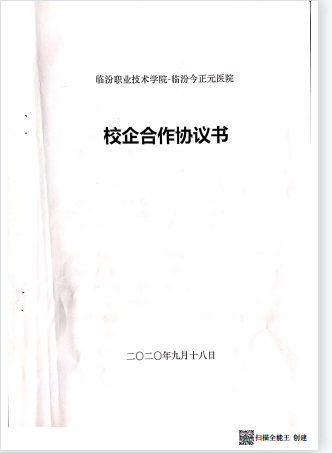 临汾职业技术学院-临汾今正元医院
校企合作协议书
二〇二〇年九月十八日
扫描全能王 创建